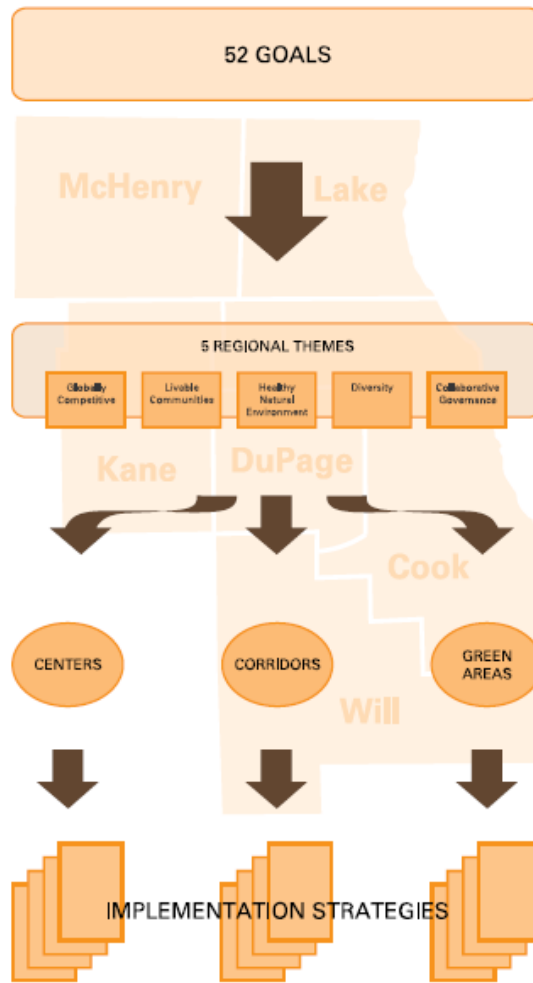 52 GOALS
McHenry
Lake
5 REGIONAL THEMES
Globally
Competitive
Livable
Communities
Healthy
Natural
Environment
Diversity
Collaborative
Governance
Kane
DuPage
Cook
CENTERS
CORRIDORS
GREEN
AREAS
Will
IMPLEMENTATION STRATEGIES